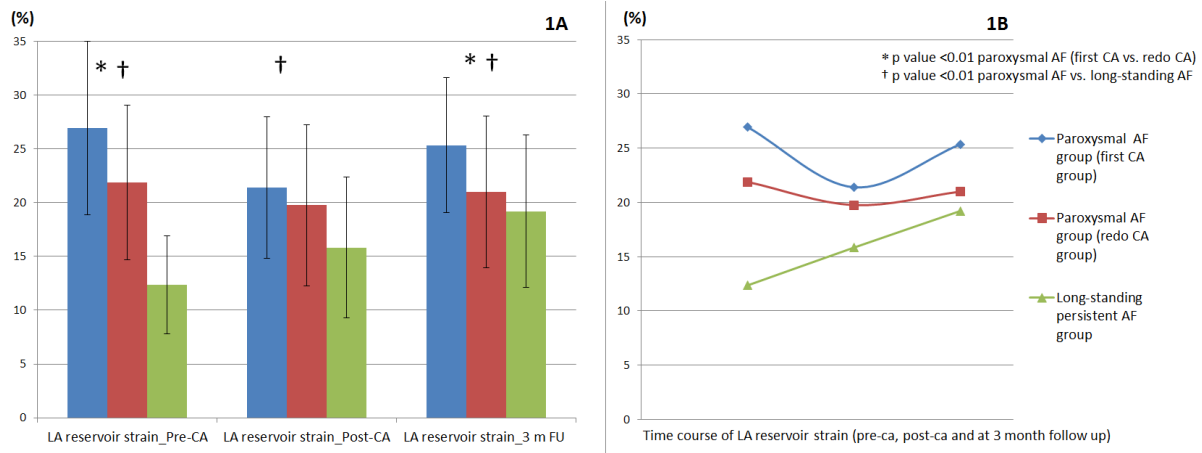 (%)
1A
35
30
25
20
15
10
5
0
* †
†
* †
LA reservoir strain_Pre-CA
LA reservoir strain_Post-CA
LA reservoir strain_3 m FU
(%)
1B
35
30
25
20
15
10
5
0
* p value <0.01 paroxysmal AF (first CA vs. redo CA)
† p value <0.01 paroxysmal AF vs. long-standing AF
Paroxysmal AF
group (first CA
group)
Paroxysmal AF
group (redo CA
group)
Long-standing
persistent AF
group
Time course of LA reservoir strain (pre-ca, post-ca and at 3 month follow up)